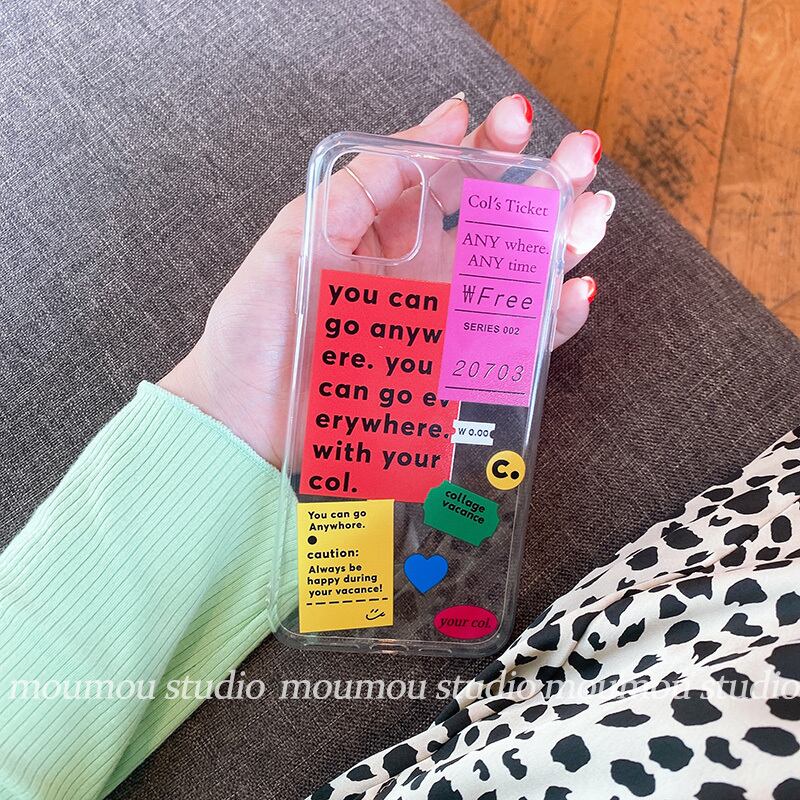 Col's Ticket
ANY where.
ANY time
₩Free
SERIES 002
20703
you can
go anyw
ere. you
can go ev
erywhere.
with your
col.
₩ 0.00
c.
collage
vacance
You can go
Anywhore.
caution:
Always be
happy during
your vacance!
your col.
moumou studio moumou studio moumou studio